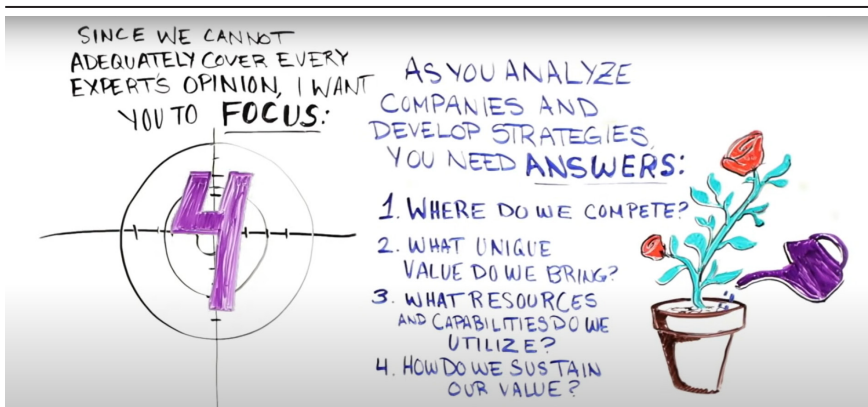 SINCE WE CANNOT
ADEQUATELY COVER EVERY
EXPERT'S OPINION, I WANT
YOU TO FOCUS:
4
AS YOU ANALYZE
COMPANIES AND
DEVELOP STRATEGIES,
YOU NEED ANSWERS:
1. WHERE DO WE COMPETE?
2. WHAT UNIQUE
VALUE DO WE BRING?
3. WHAT RESOURCES
AND CAPABILITIES DO WE
UTILIZE?
4. HOW DO WE SUSTAIN
OUR VALUE?